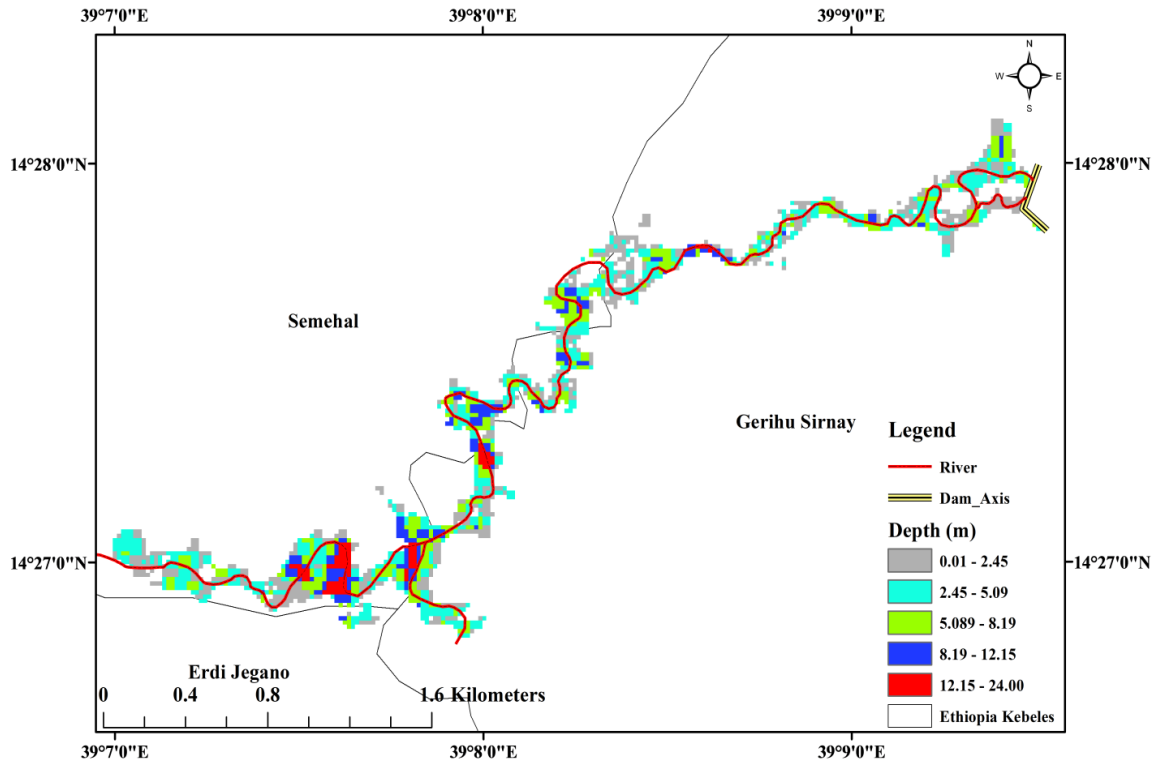 39°7'0"E 39°8'0"E 39°9'0"E
N
W E
S
14°28'0"N 14°28'0"N
Semehal
Gerihu Sirnay
Legend
River
Dam_Axis
Depth (m)
0.01 - 2.45
2.45 - 5.09
5.089 - 8.19
8.19 - 12.15
12.15 - 24.00
Ethiopia Kebeles
14°27'0"N 14°27'0"N
Erdi Jegano
0 0.4 0.8 1.6 Kilometers
39°7'0"E 39°8'0"E 39°9'0"E